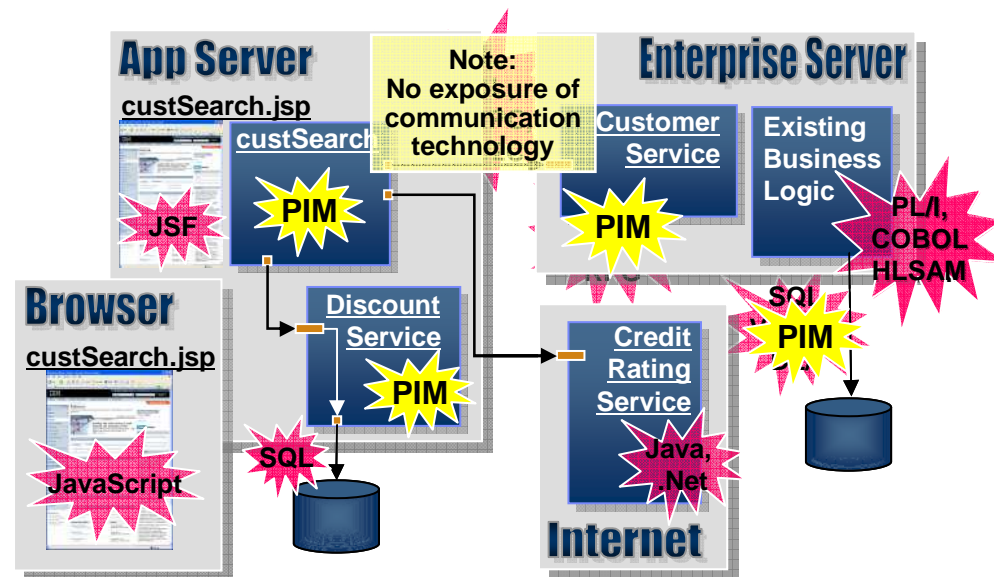 App Server
custSearch.jsp
custSearch
PIM
JSF
Note:
No exposure of
communication
technology
Enterprise Server
Customer
Service
PIM
Existing
Business
Logic
PL/I,
COBOL
HLSAM
Browser
custSearch.jsp
JavaScript
Discount
Service
PIM
SQL
Credit
Rating
Service
Java,
.Net
Internet
PIM